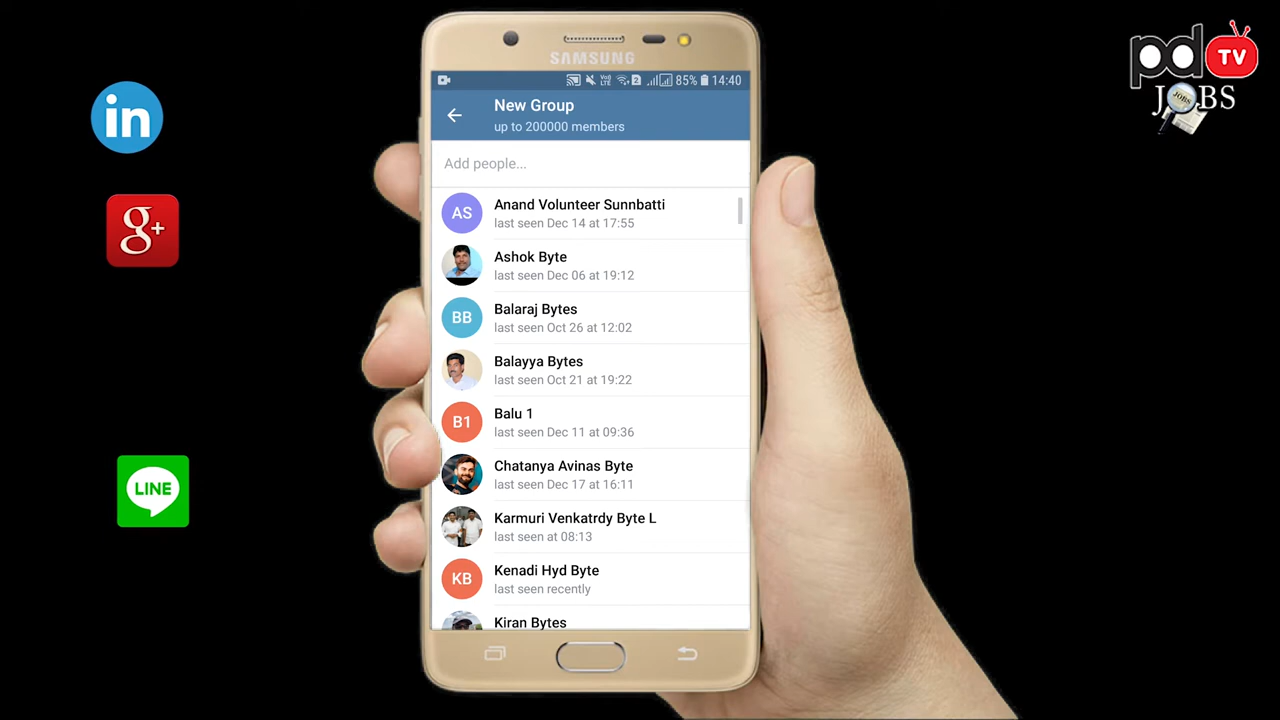 in
g+
LINE
SAMSUNG
VoJ LTE 2 85% 14:40
New Group
up to 200000 members
Add people...
AS
Anand Volunteer Sunnbatti
last seen Dec 14 at 17:55
Ashok Byte
last seen Dec 06 at 19:12
BB
Balaraj Bytes
last seen Oct 26 at 12:02
Balayya Bytes
last seen Oct 21 at 19:22
B1
Balu 1
last seen Dec 11 at 09:36
Chatanya Avinas Byte
last seen Dec 17 at 16:11
Karmuri Venkatrdy Byte L
last seen at 08:13
KB
Kenadi Hyd Byte
last seen recently
Kiran Bytes
pd TV
JOBS
JOBS